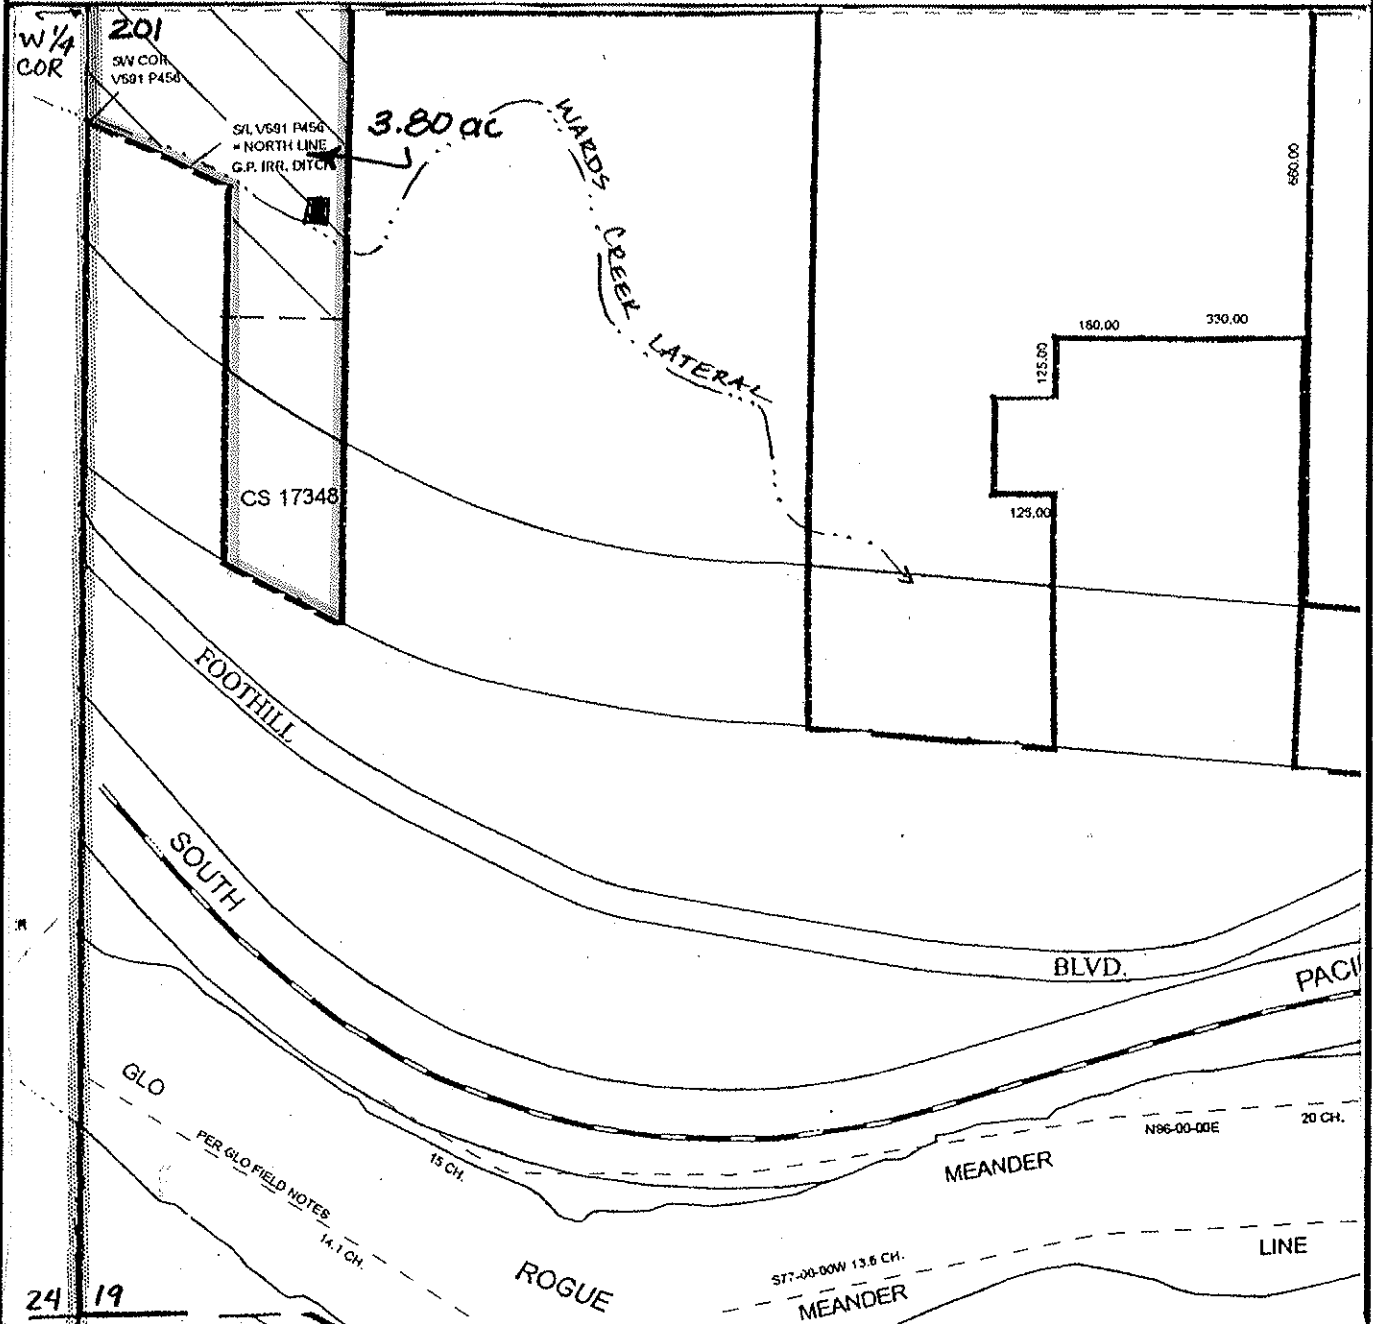 W 1/4
COR
201
SW COR
V591 P456
S/L V591 P456
= NORTH LINE
G.P. IRR. DITCH
3.80 ac
WARDS
CREEK
LATERAL
660.00
180.00
330.00
125.00
125.00
CS 17348
FOOTHILL
BLVD.
SOUTH
PACI
GLO
PER GLO FIELD NOTES
14.1 CH.
15 CH.
N86-00-00E
20 CH.
MEANDER
ROGUE
S77-00-00W 13.6 CH.
MEANDER
LINE
24 19